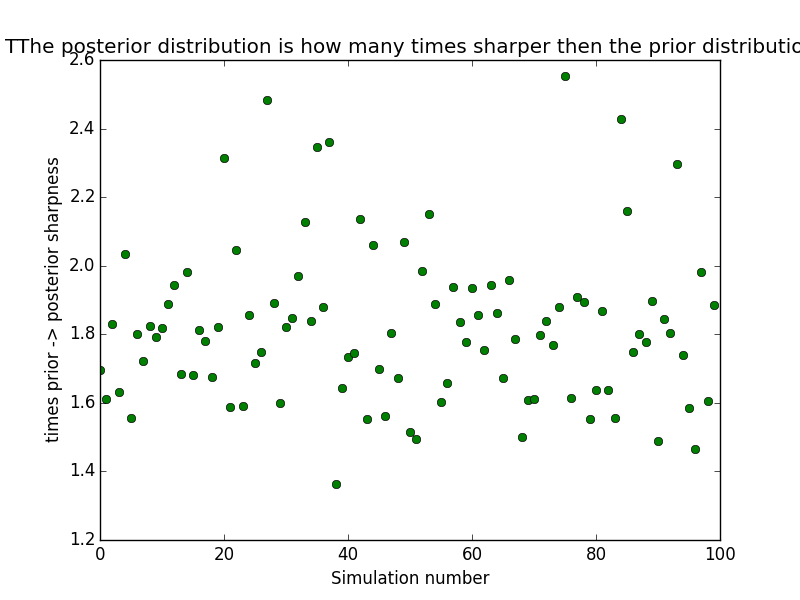 TThe posterior distribution is how many times sharper then the prior distributio
2.6
2.4
2.2
2.0
1.8
1.6
1.4
1.2
times prior -> posterior sharpness
0 20 40 60 80 100
Simulation number